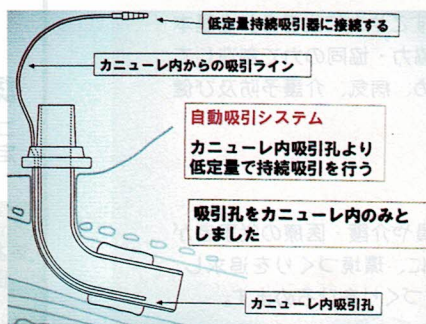 低定量持続吸引器に接続する
カニューレ内からの吸引ライン
自動吸引システム
カニューレ内吸引孔より
低定量で持続吸引を行う
吸引孔をカニューレ内のみと
しました
カニューレ内吸引孔